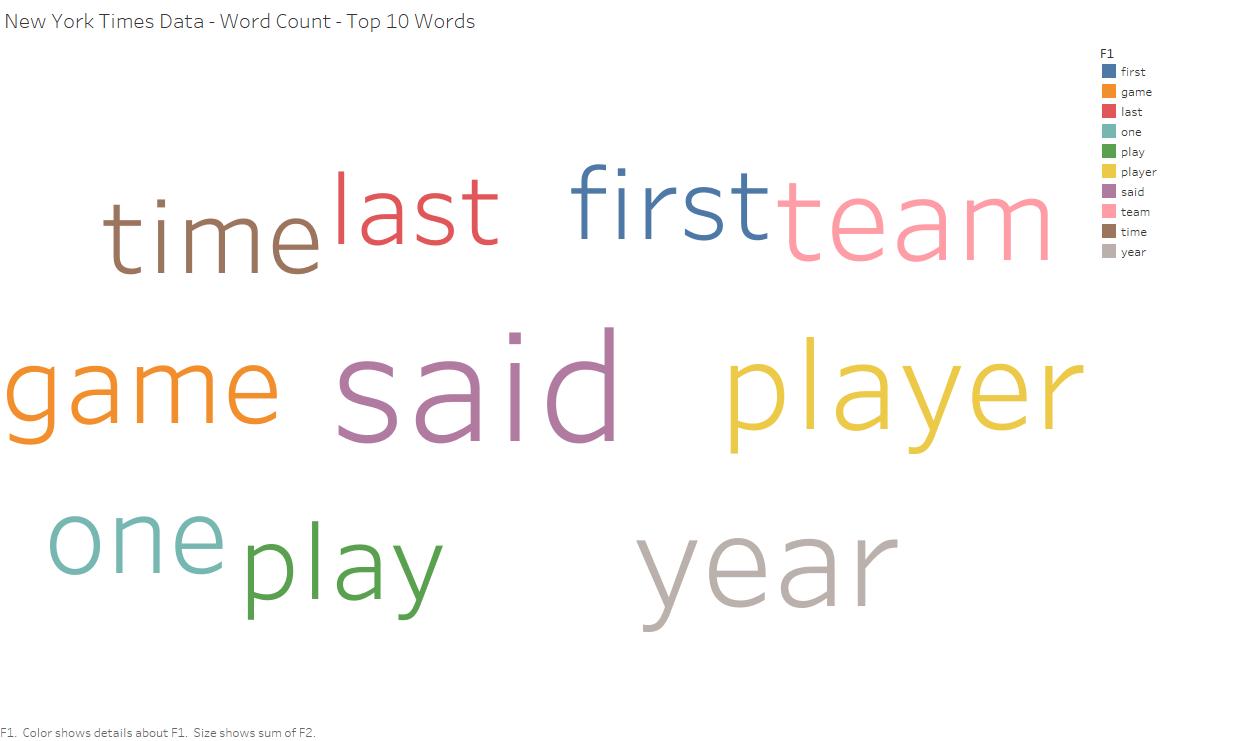 New York Times Data - Word Count - Top 10 Words
F1
first
game
last
one
play
player
said
team
time
year
time last first team
game said player
one play year
F1. Color shows details about F1. Size shows sum of F2.